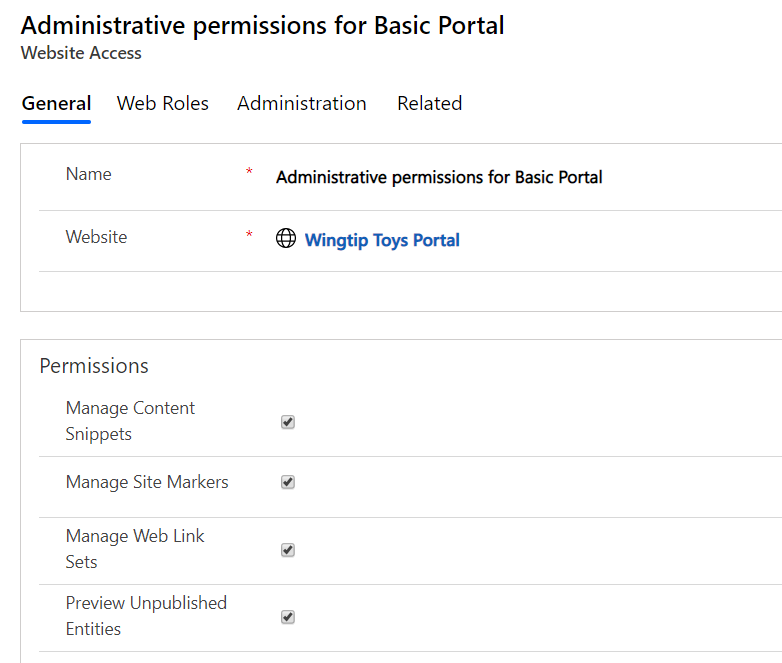 Administrative permissions for Basic Portal
Website Access
General Web Roles Administration Related
Name * Administrative permissions for Basic Portal
Website * Wingtip Toys Portal
Permissions
Manage Content
Snippets
Manage Site Markers
Manage Web Link
Sets
Preview Unpublished
Entities